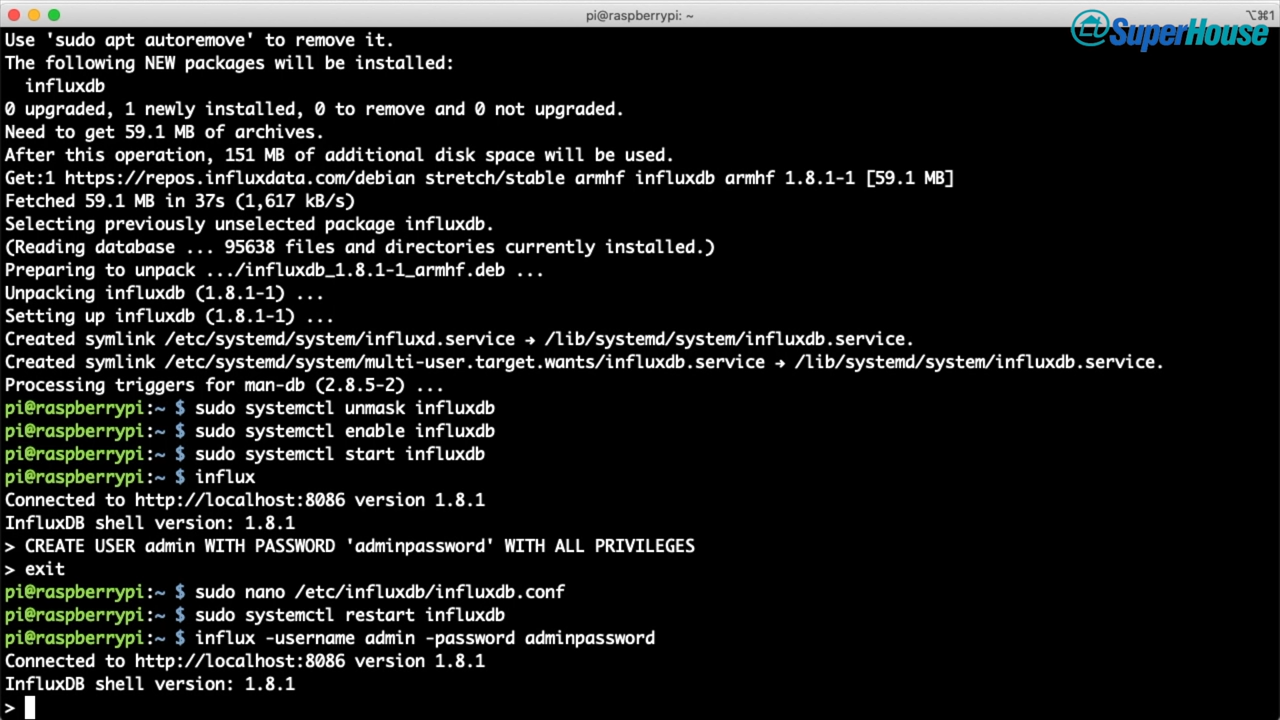 pi@raspberrypi: ~
⌥⌘1
SuperHouse
Use 'sudo apt autoremove' to remove it.
The following NEW packages will be installed:
influxdb
0 upgraded, 1 newly installed, 0 to remove and 0 not upgraded.
Need to get 59.1 MB of archives.
After this operation, 151 MB of additional disk space will be used.
Get:1 https://repos.influxdata.com/debian stretch/stable armhf influxdb armhf 1.8.1-1 [59.1 MB]
Fetched 59.1 MB in 37s (1,617 kB/s)
Selecting previously unselected package influxdb.
(Reading database ... 95638 files and directories currently installed.)
Preparing to unpack .../influxdb_1.8.1-1_armhf.deb ...
Unpacking influxdb (1.8.1-1) ...
Setting up influxdb (1.8.1-1) ...
Created symlink /etc/systemd/system/influxd.service → /lib/systemd/system/influxdb.service.
Created symlink /etc/systemd/system/multi-user.target.wants/influxdb.service → /lib/systemd/system/influxdb.service.
Processing triggers for man-db (2.8.5-2) ...
pi@raspberrypi:~ $ sudo systemctl unmask influxdb
pi@raspberrypi:~ $ sudo systemctl enable influxdb
pi@raspberrypi:~ $ sudo systemctl start influxdb
pi@raspberrypi:~ $ influx
Connected to http://localhost:8086 version 1.8.1
InfluxDB shell version: 1.8.1
> CREATE USER admin WITH PASSWORD 'adminpassword' WITH ALL PRIVILEGES
> exit
pi@raspberrypi:~ $ sudo nano /etc/influxdb/influxdb.conf
pi@raspberrypi:~ $ sudo systemctl restart influxdb
pi@raspberrypi:~ $ influx -username admin -password adminpassword
Connected to http://localhost:8086 version 1.8.1
InfluxDB shell version: 1.8.1
>